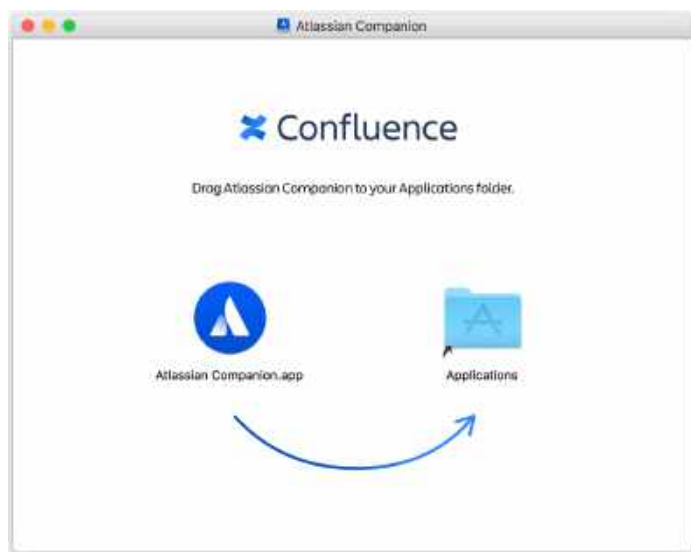 Atlassian Companion
Confluence
Drag Atlassian Companion to your Applications folder.
Atlassian Companion.app
Applications